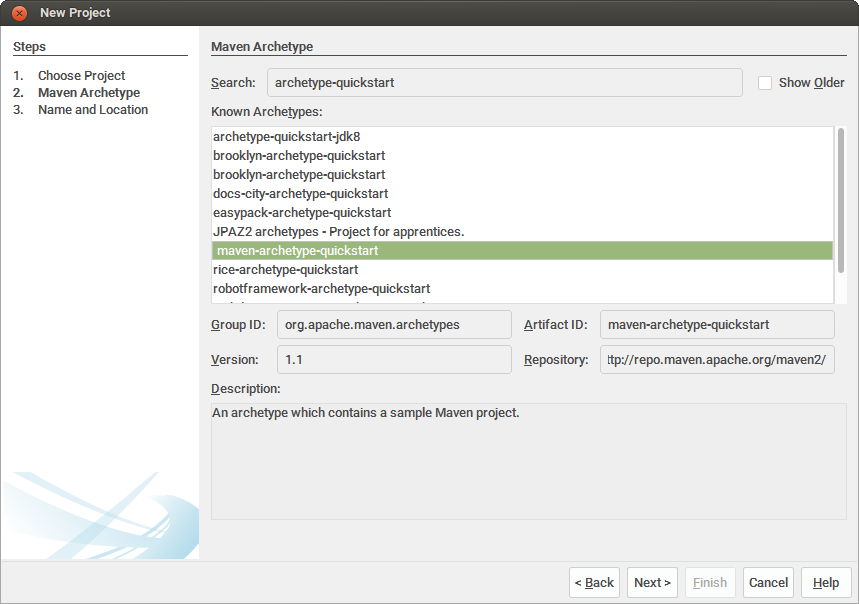 New Project
Steps
1. Choose Project
2. Maven Archetype
3. Name and Location
Maven Archetype
Search: archetype-quickstart Show Older
Known Archetypes:
archetype-quickstart-jdk8
brooklyn-archetype-quickstart
brooklyn-archetype-quickstart
docs-city-archetype-quickstart
easypack-archetype-quickstart
JPAZ2 archetypes - Project for apprentices.
maven-archetype-quickstart
rice-archetype-quickstart
robotframework-archetype-quickstart
Group ID: org.apache.maven.archetypes Artifact ID: maven-archetype-quickstart
Version: 1.1 Repository: ttp://repo.maven.apache.org/maven2/
Description:
An archetype which contains a sample Maven project.
< Back Next > Finish Cancel Help